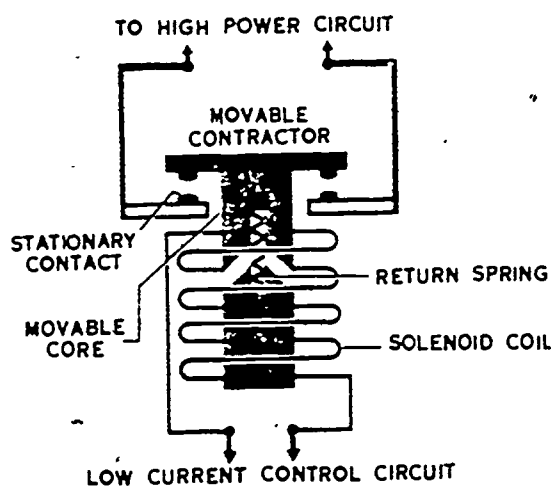 TO HIGH POWER CIRCUIT
MOVABLE
CONTRACTOR
STATIONARY
CONTACT
RETURN SPRING
MOVABLE
CORE
SOLENOID COIL
LOW CURRENT CONTROL CIRCUIT